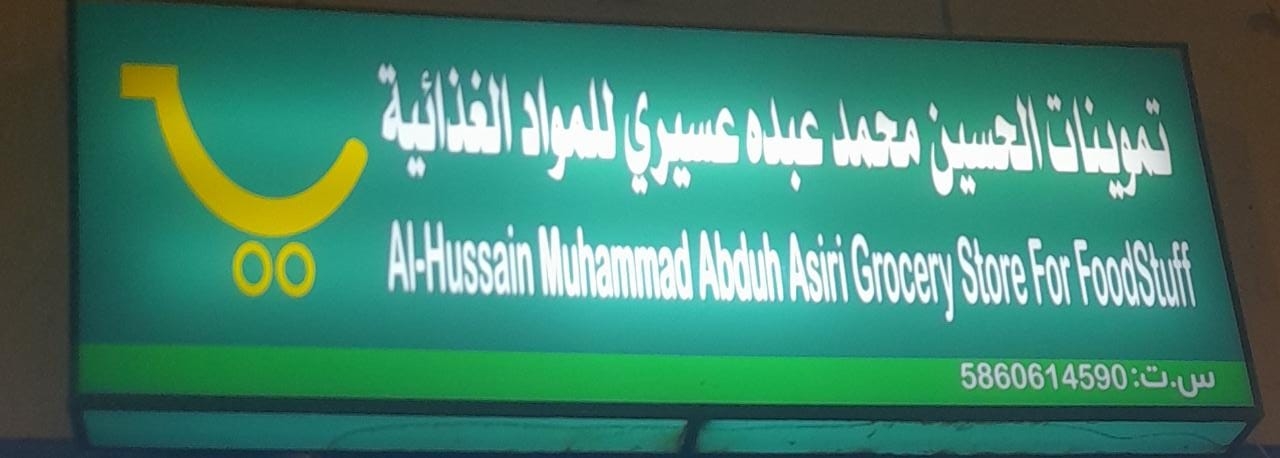 تموينات الحسين محمد عبده عسيري للمواد الغذائية
Al-Hussain Muhammad Abduh Asiri Grocery Store For FoodStuff
س.ت: 5860614590